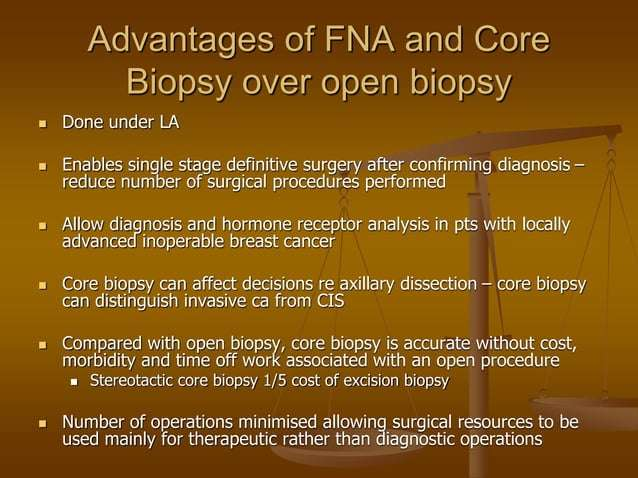 Advantages of FNA and Core
Biopsy over open biopsy
Done under LA
Enables single stage definitive surgery after confirming diagnosis –
reduce number of surgical procedures performed
Allow diagnosis and hormone receptor analysis in pts with locally
advanced inoperable breast cancer
Core biopsy can affect decisions re axillary dissection – core biopsy
can distinguish invasive ca from CIS
Compared with open biopsy, core biopsy is accurate without cost,
morbidity and time off work associated with an open procedure
Stereotactic core biopsy 1/5 cost of excision biopsy
Number of operations minimised allowing surgical resources to be
used mainly for therapeutic rather than diagnostic operations